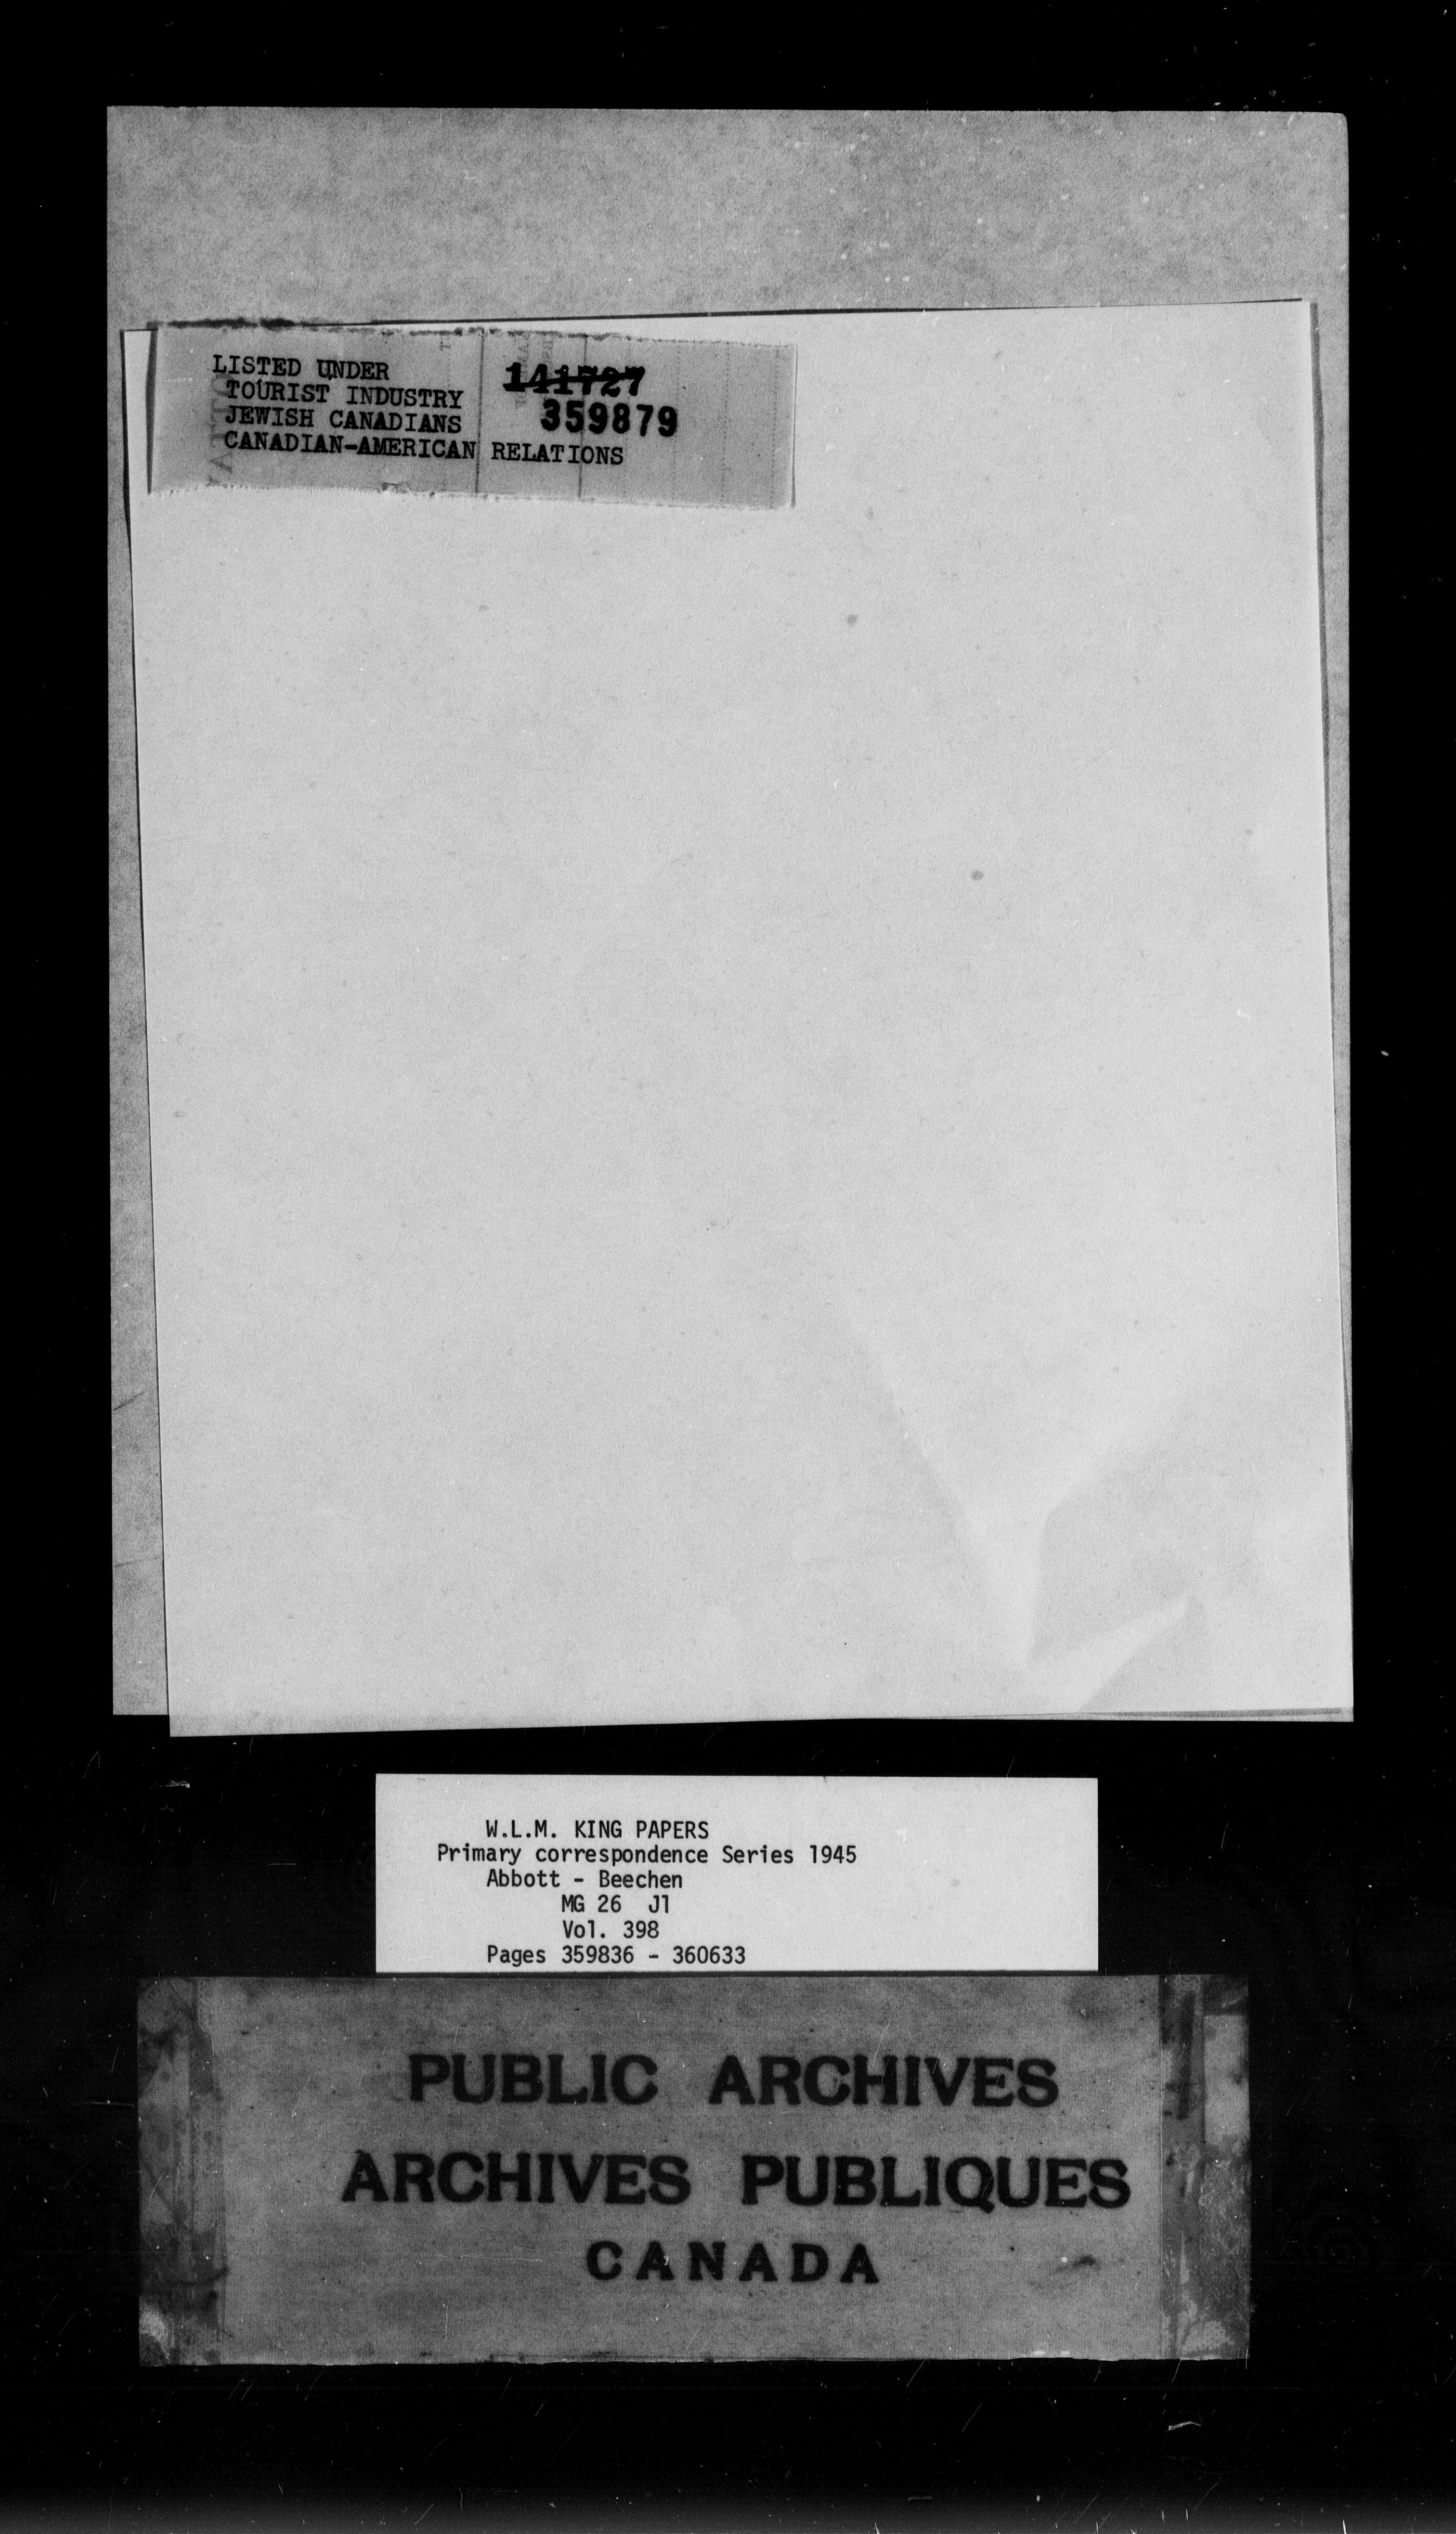 LISTED UNDER
TOURIST INDUSTRY
JEWISH CANADIANS
CANADIAN-AMERICAN RELATIONS
141727
359879
W.L.M. KING PAPERS
Primary correspondence Series 1945
Abbott - Beechen
MG 26 J1
Vol. 398
Pages 359836 - 360633
PUBLIC ARCHIVES
ARCHIVES PUBLIQUES
CANADA